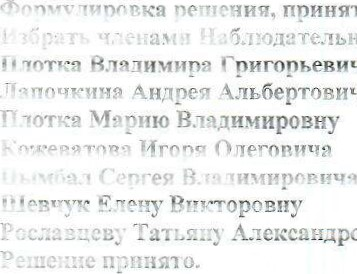 Формулировка решения, принят
Избрать членами Наблюдательн
Плотка Владимира Григорьевич
Лапочкина Андрея Альбертович
Плотка Марию Владимировну
Кожеватова Игоря Олеговича
Цымбал Сергея Владимировича
Шевчук Елену Викторовну
Рославцеву Татьяну Александро
Решение принято.